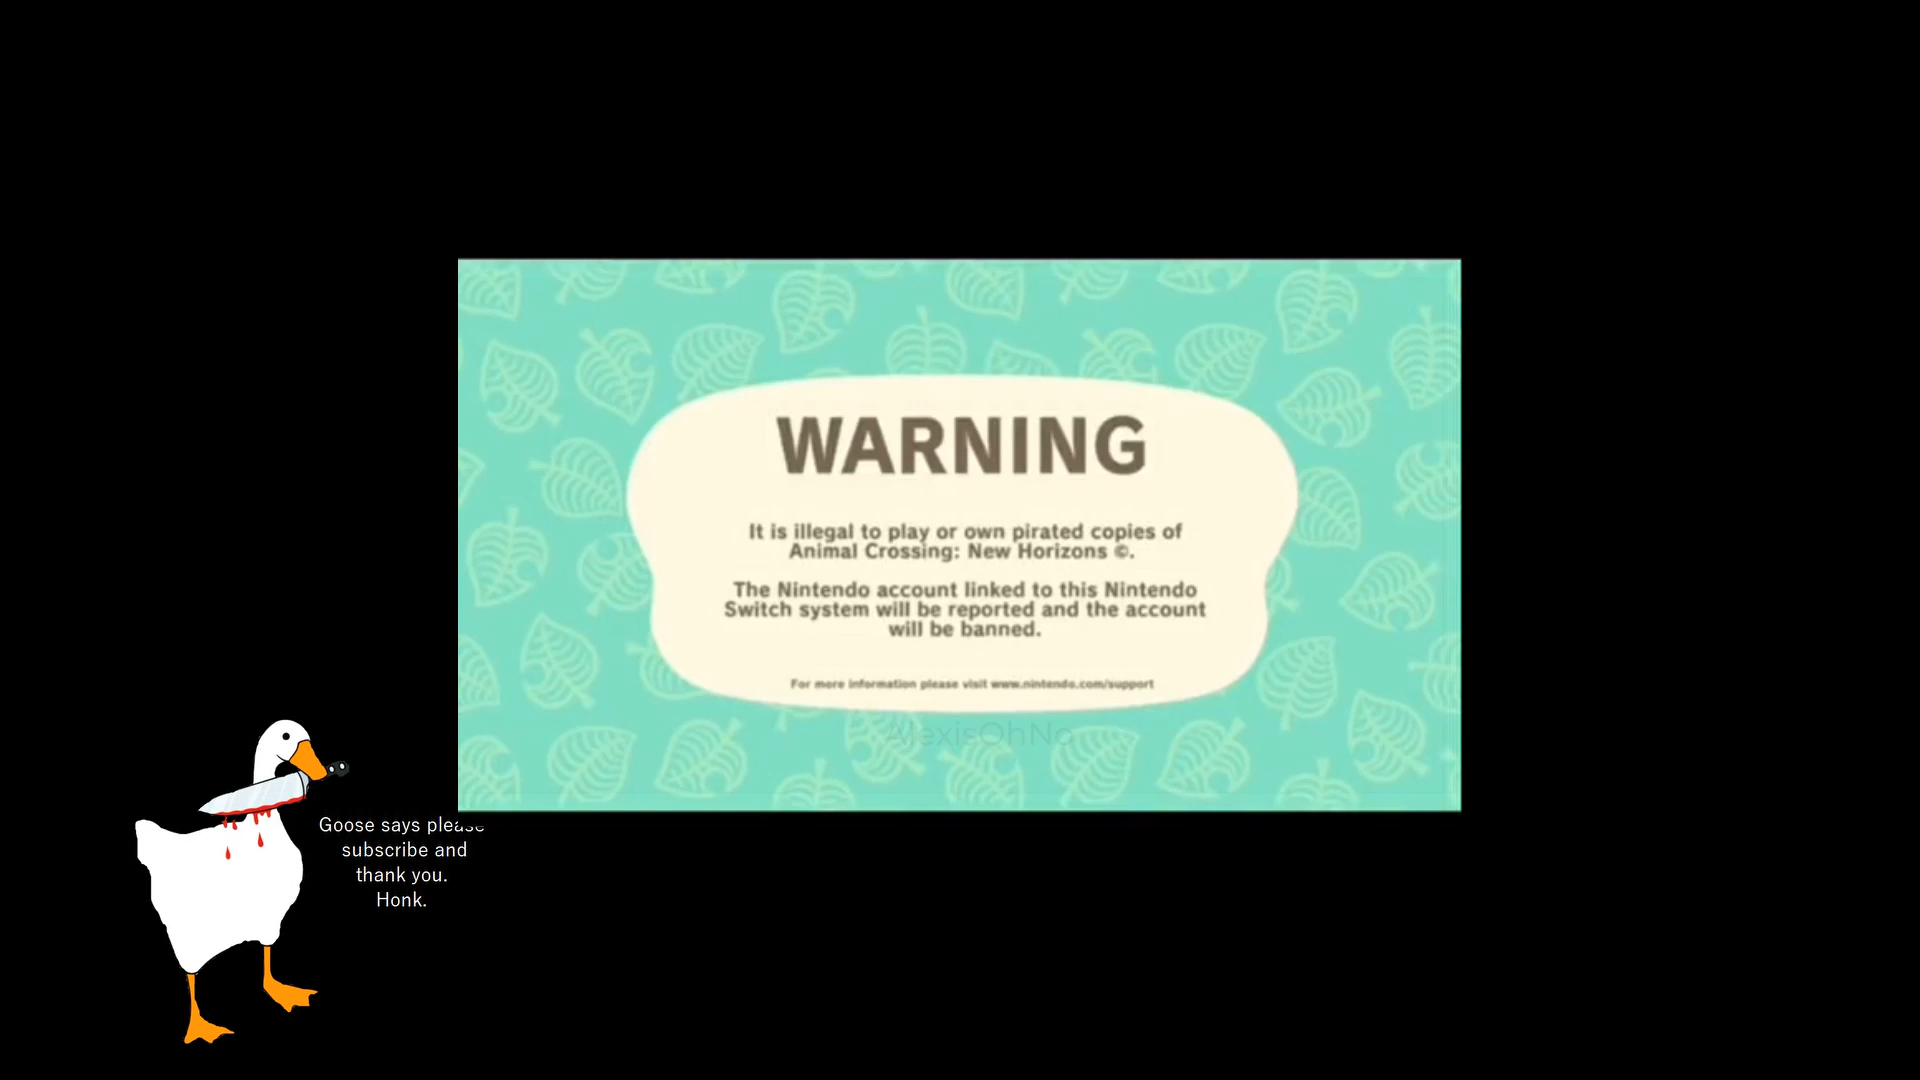 WARNING
It is illegal to play or own pirated copies of
Animal Crossing: New Horizons ©.
The Nintendo account linked to this Nintendo
Switch system will be reported and the account
will be banned.
For more information please visit www.nintendo.com/support
AlexisOhNo
Goose says please
subscribe and
thank you.
Honk.